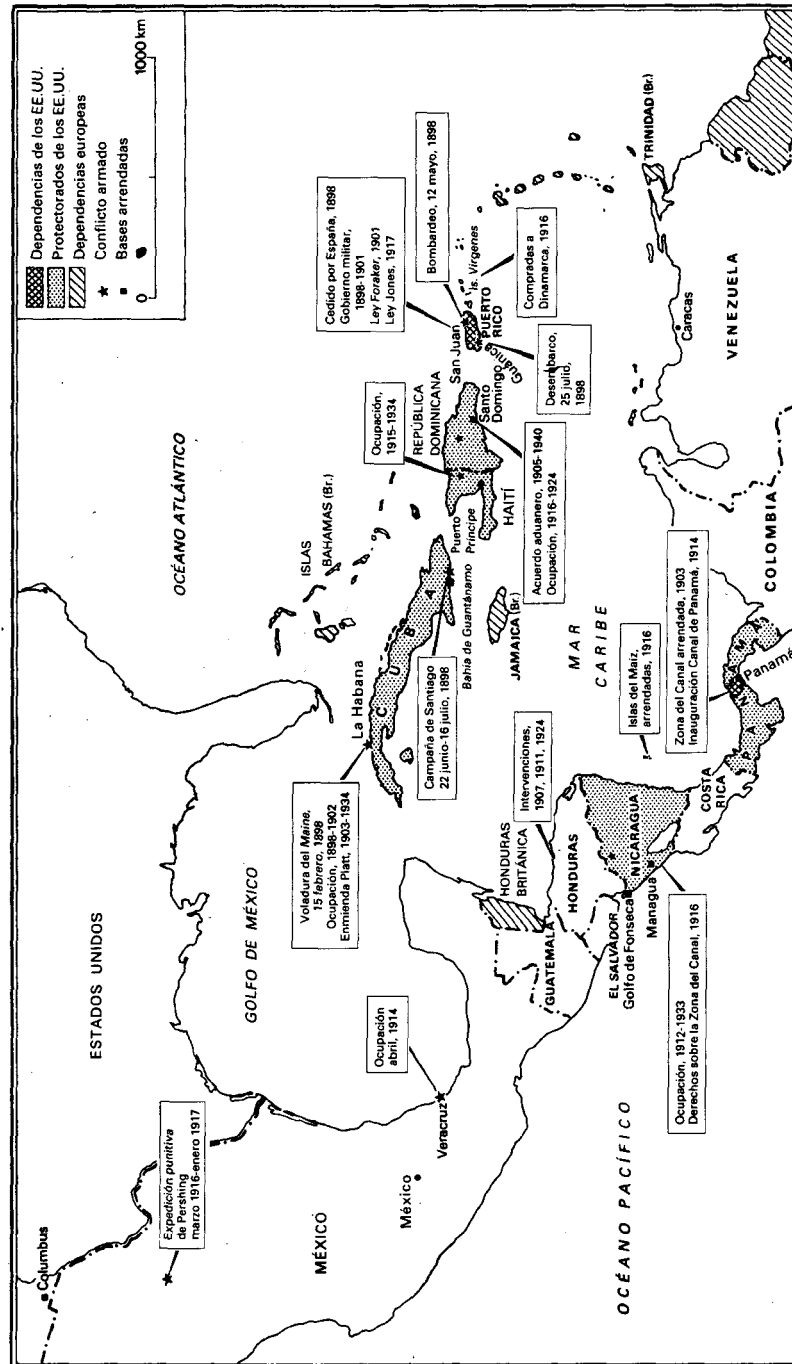 Dependencias de los EE.UU.
Protectorados de los EE.UU.
Dependencias europeas
Conflicto armado
Bases arrendadas
0 1000 km
Columbus
ESTADOS UNIDOS
Expedición punitiva
de Pershing
marzo 1916-enero 1917
MÉXICO
México
Veracruz
Ocupación
abril, 1914
GOLFO DE MÉXICO
OCÉANO ATLÁNTICO
OCÉANO PACÍFICO
Voladura del Maine,
15 febrero, 1898
Ocupación, 1898-1902
Enmienda Platt, 1903-1934
La Habana
CUBA
ISLAS
BAHAMAS (Br.)
Campaña de Santiago
22 junio-16 julio, 1898
Bahía de Guantánamo
JAMAICA (Br.)
Ocupación,
1915-1934
REPÚBLICA
DOMINICANA
Puerto
Príncipe
HAITÍ
Santo
Domingo
Acuerdo aduanero, 1905-1940
Ocupación, 1916-1924
Cedido por España, 1898
Gobierno militar,
1898-1901
Ley Foraker, 1901
Ley Jones, 1917
Bombardeo, 12 mayo, 1898
San Juan
PUERTO
RICO
Guánica
Is. Vírgenes
Compradas a
Dinamarca, 1916
Desembarco,
25 julio,
1898
MAR
CARIBE
HONDURAS
BRITÁNICA
GUATEMALA
HONDURAS
EL SALVADOR
Golfo de Fonseca
NICARAGUA
Managua
Intervenciones,
1907, 1911, 1924
Ocupación, 1912-1933
Derechos sobre la Zona del Canal, 1916
Islas del Maíz,
arrendadas, 1916
COSTA
RICA
PANAMÁ
Panamá
Zona del Canal arrendada, 1903
Inauguración Canal de Panamá, 1914
COLOMBIA
Caracas
VENEZUELA
TRINIDAD (Br.)